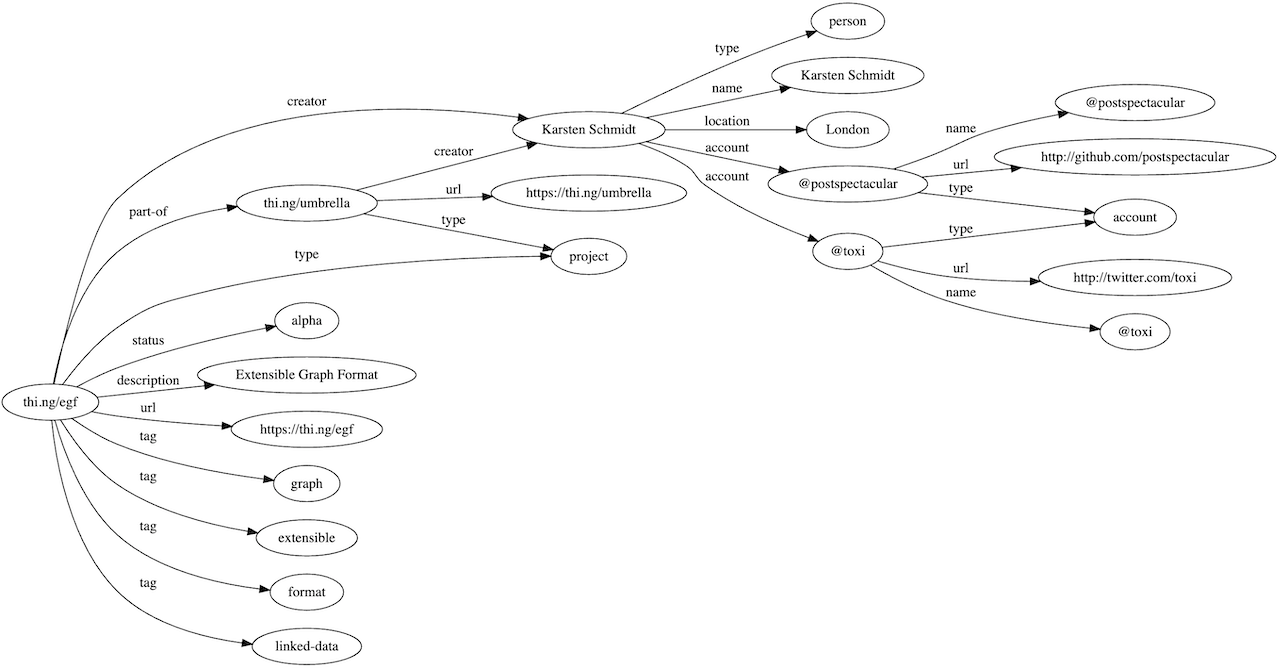 person
type
Karsten Schmidt
name
creator
@postspectacular
Karsten Schmidt
location
London
name
account
creator
url
http://github.com/postspectacular
account
@postspectacular
type
url
https://thi.ng/umbrella
part-of
thi.ng/umbrella
account
type
type
@toxi
type
project
url
http://twitter.com/toxi
name
alpha
status
@toxi
description
Extensible Graph Format
thi.ng/egf
url
https://thi.ng/egf
tag
graph
tag
extensible
tag
format
tag
linked-data